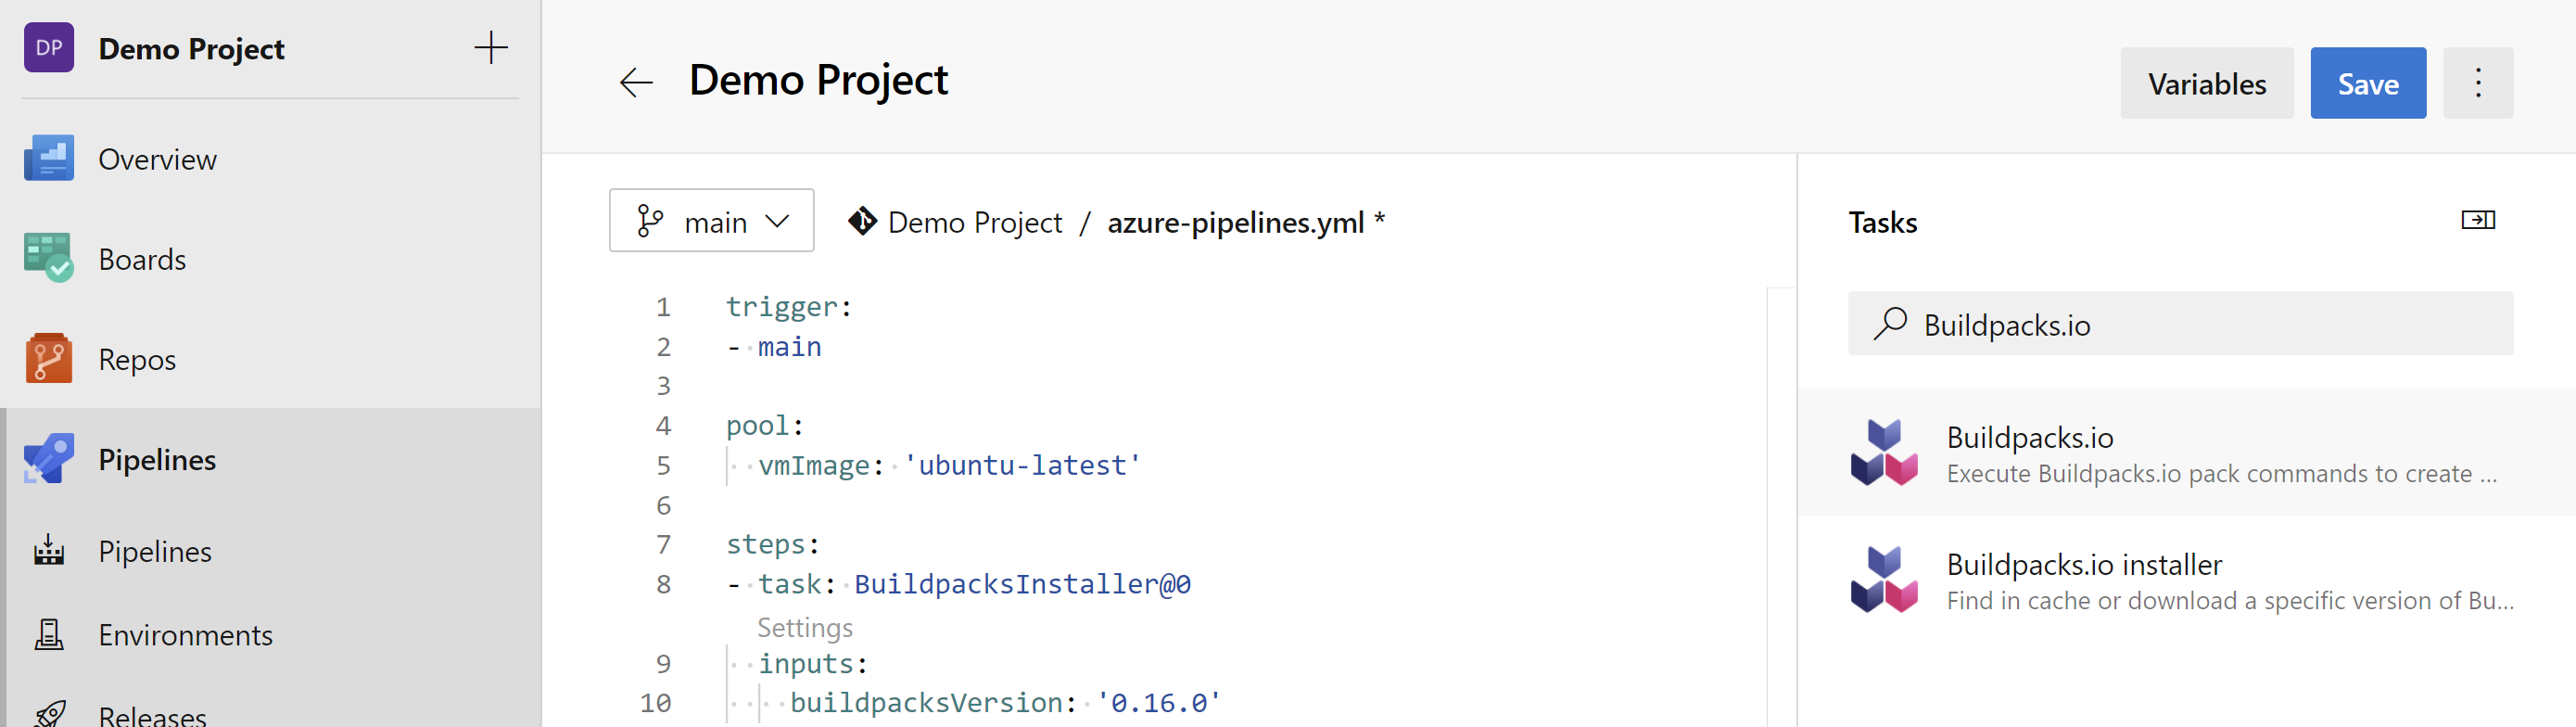 DP Demo Project
Overview
Boards
Repos
Pipelines
Pipelines
Environments
Releases
Demo Project
Variables
Save
main
Demo Project / azure-pipelines.yml *
1 trigger:
2 - main
3
4 pool:
5 vmImage: 'ubuntu-latest'
6
7 steps:
8 - task: BuildpacksInstaller@0
Settings
9 inputs:
10 buildpacksVersion: '0.16.0'
Tasks
Buildpacks.io
Buildpacks.io
Execute Buildpacks.io pack commands to create ...
Buildpacks.io installer
Find in cache or download a specific version of Bu...